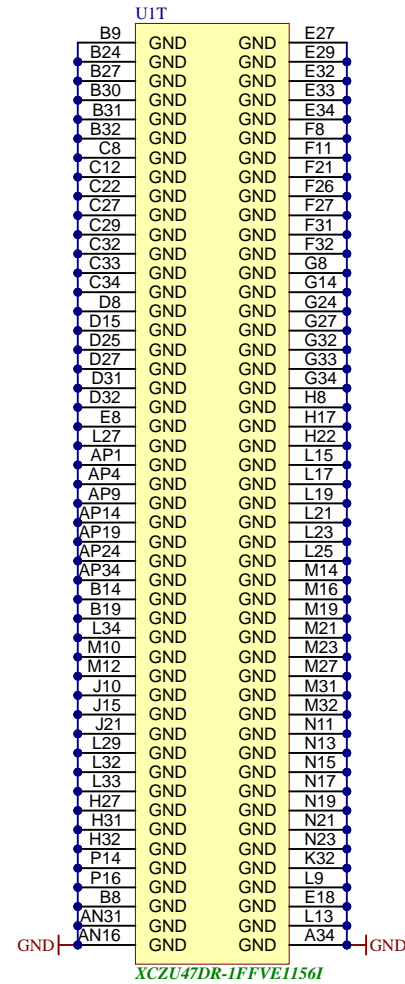 U1T
B9 GND GND E27
B24 GND GND E29
B27 GND GND E32
B30 GND GND E33
B31 GND GND E34
B32 GND GND F8
C8 GND GND F11
C12 GND GND F21
C22 GND GND F26
C27 GND GND F27
C29 GND GND F31
C32 GND GND F32
C33 GND GND G8
C34 GND GND G14
D8 GND GND G24
D15 GND GND G27
D25 GND GND G32
D27 GND GND G33
D31 GND GND G34
D32 GND GND H8
E8 GND GND H17
L27 GND GND H22
AP1 GND GND L15
AP4 GND GND L17
AP9 GND GND L19
AP14 GND GND L21
AP19 GND GND L23
AP24 GND GND L25
AP34 GND GND M14
B14 GND GND M16
B19 GND GND M19
L34 GND GND M21
M10 GND GND M23
M12 GND GND M27
J10 GND GND M31
J15 GND GND M32
J21 GND GND N11
L29 GND GND N13
L32 GND GND N15
L33 GND GND N17
H27 GND GND N19
H31 GND GND N21
H32 GND GND N23
P14 GND GND K32
P16 GND GND L9
B8 GND GND E18
AN31 GND GND L13
GND AN16 GND GND A34 GND
XCZU47DR-1FFVE1156I